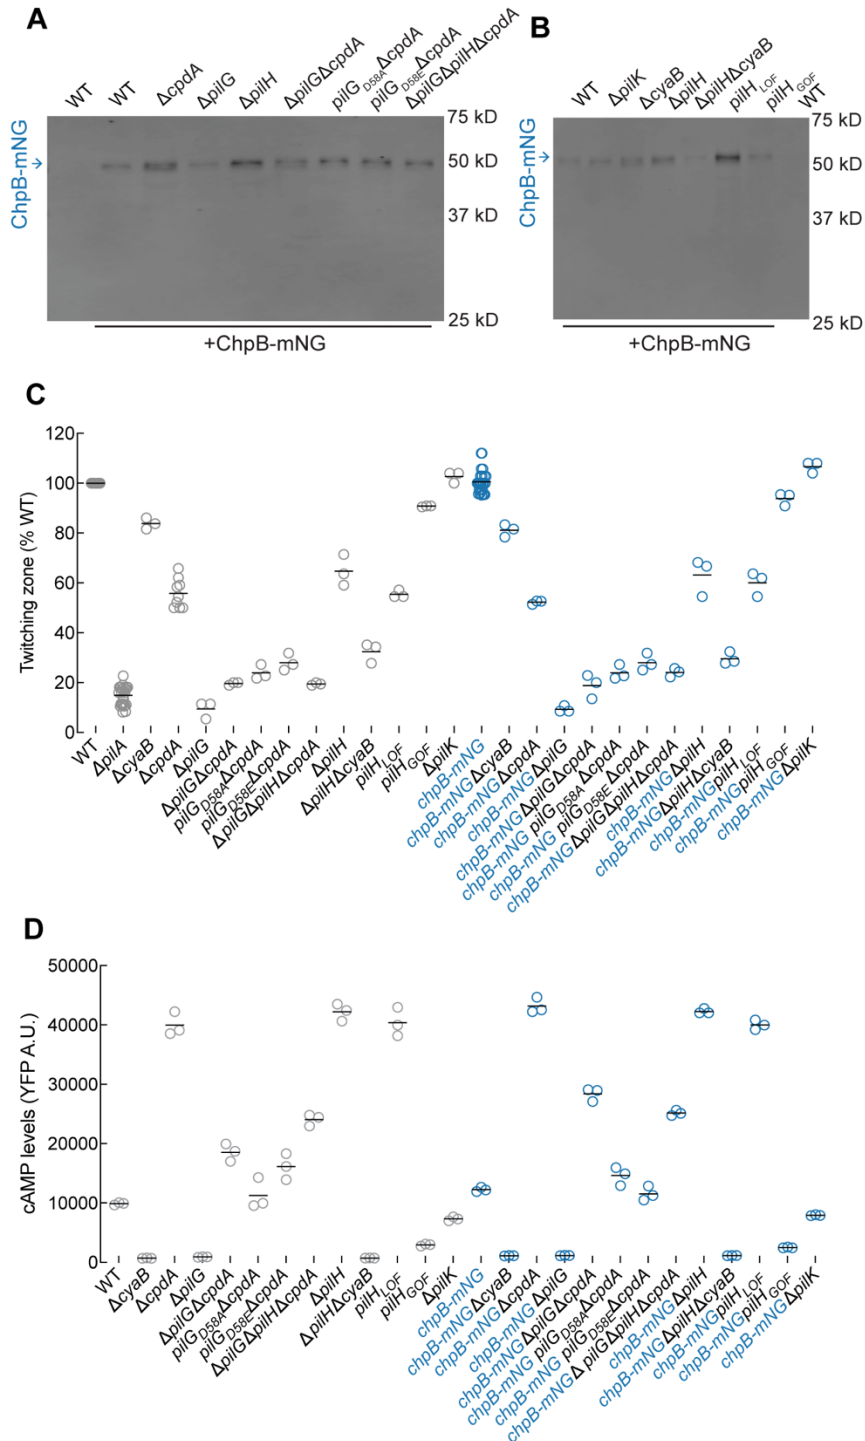 A
WT
WT
ΔcpdA
ΔpilG
ΔpilH
ΔpilGΔcpdA
pilG D58A ΔcpdA
pilG D58E ΔcpdA
ΔpilGΔpilHΔcpdA
75 kD
50 kD
37 kD
25 kD
ChpB-mNG
+ChpB-mNG
B
WT
ΔpilK
ΔcyaB
ΔpilH
ΔpilHΔcyaB
pilH LOF
pilH GOF
WT
75 kD
50 kD
37 kD
25 kD
ChpB-mNG
+ChpB-mNG
C
Twitching zone (% WT)
120
100
80
60
40
20
0
WT
ΔpilA
ΔcyaB
ΔcpdA
ΔpilG
ΔpilGΔcpdA
pilG D58A ΔcpdA
pilG D58E ΔcpdA
ΔpilGΔpilHΔcpdA
ΔpilH
ΔpilHΔcyaB
pilH LOF
pilH GOF
ΔpilK
chpB-mNG
chpB-mNG ΔcyaB
chpB-mNG ΔcpdA
chpB-mNG ΔpilG
chpB-mNG ΔpilGΔcpdA
chpB-mNG pilG D58A ΔcpdA
chpB-mNG pilG D58E ΔcpdA
chpB-mNG ΔpilGΔpilHΔcpdA
chpB-mNG ΔpilH
chpB-mNG ΔpilHΔcyaB
chpB-mNG pilH LOF
chpB-mNG pilH GOF
chpB-mNG ΔpilK
D
cAMP levels (YFP A.U.)
50000
40000
30000
20000
10000
0
WT
ΔcyaB
ΔcpdA
ΔpilG
ΔpilGΔcpdA
pilG D58A ΔcpdA
pilG D58E ΔcpdA
ΔpilGΔpilHΔcpdA
ΔpilH
ΔpilHΔcyaB
pilH LOF
pilH GOF
ΔpilK
chpB-mNG
chpB-mNG ΔcyaB
chpB-mNG ΔcpdA
chpB-mNG ΔpilG
chpB-mNG ΔpilGΔcpdA
chpB-mNG pilG D58A ΔcpdA
chpB-mNG pilG D58E ΔcpdA
chpB-mNG Δ pilGΔpilHΔcpdA
chpB-mNG ΔpilH
chpB-mNG ΔpilHΔcyaB
chpB-mNG pilH LOF
chpB-mNG pilH GOF
chpB-mNG ΔpilK